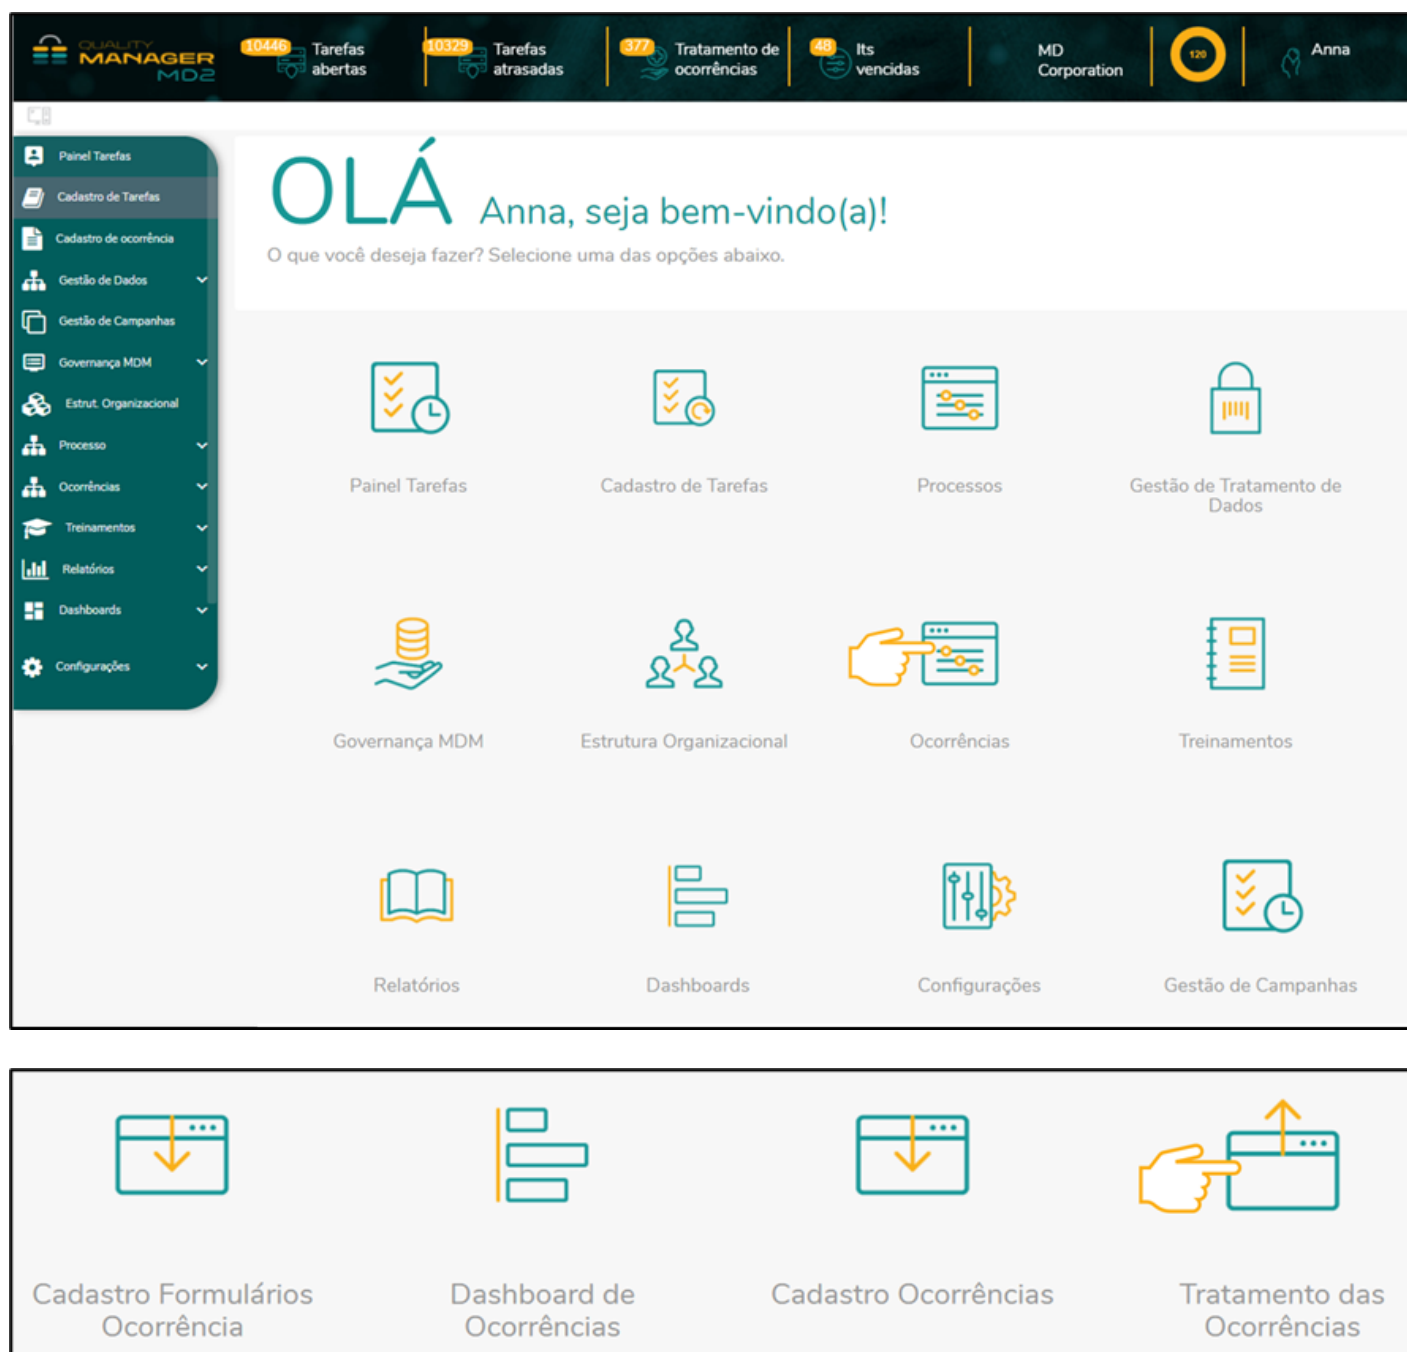 QUALITY
MANAGER
MD2
10446
Tarefas
abertas
10329
Tarefas
atrasadas
377
Tratamento de
ocorrências
48
Its
vencidas
MD
Corporation
120
Anna
Painel Tarefas
Cadastro de Tarefas
Cadastro de ocorrência
Gestão de Dados
Gestão de Campanhas
Governança MDM
Estrut. Organizacional
Processo
Ocorrências
Treinamentos
Relatórios
Dashboards
Configurações
OLÁ Anna, seja bem-vindo(a)!
O que você deseja fazer? Selecione uma das opções abaixo.
Painel Tarefas
Cadastro de Tarefas
Processos
Gestão de Tratamento de
Dados
Governança MDM
Estrutura Organizacional
Ocorrências
Treinamentos
Relatórios
Dashboards
Configurações
Gestão de Campanhas
Cadastro Formulários
Ocorrência
Dashboard de
Ocorrências
Cadastro Ocorrências
Tratamento das
Ocorrências